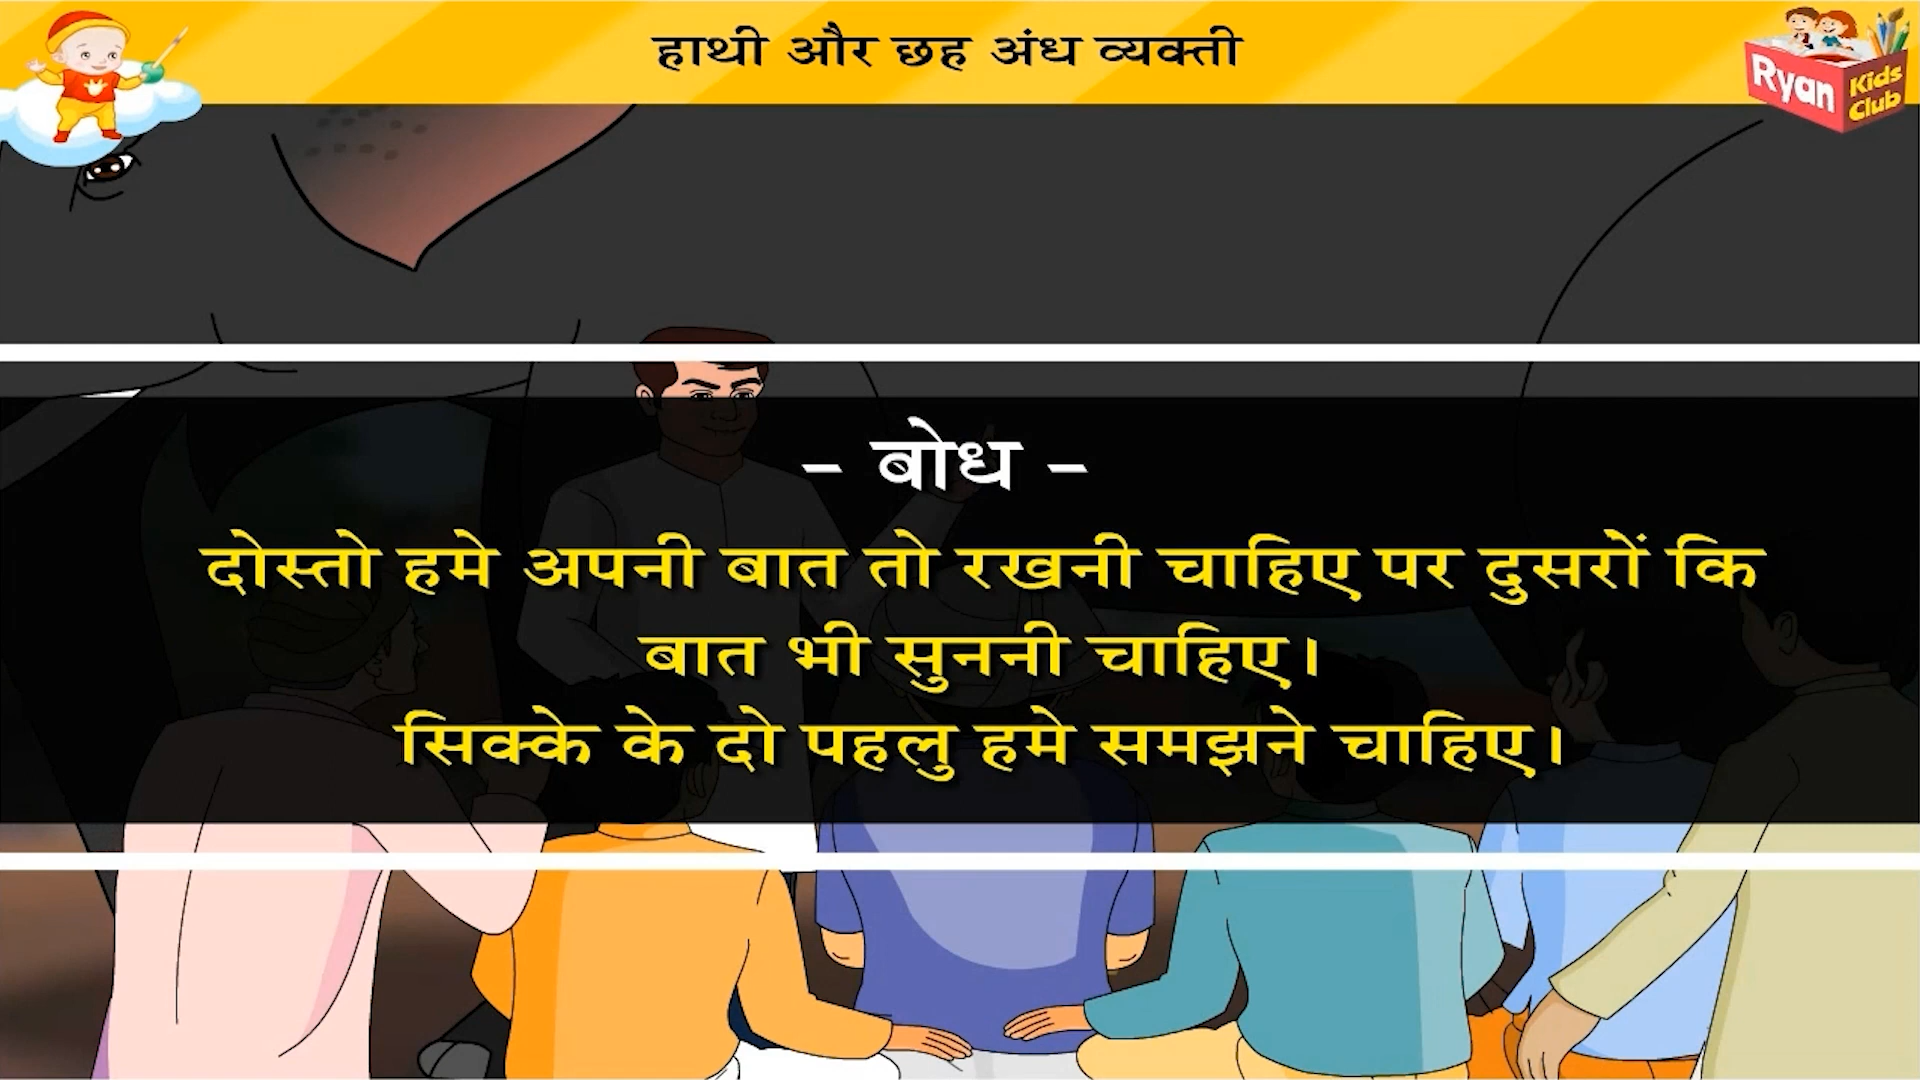 हाथी और छह अंध व्यक्ती
Ryan
Kids
Club
- बोध -
दोस्तो हमे अपनी बात तो रखनी चाहिए पर दुसरों कि
बात भी सुननी चाहिए।
सिक्के के दो पहलु हमे समझने चाहिए।